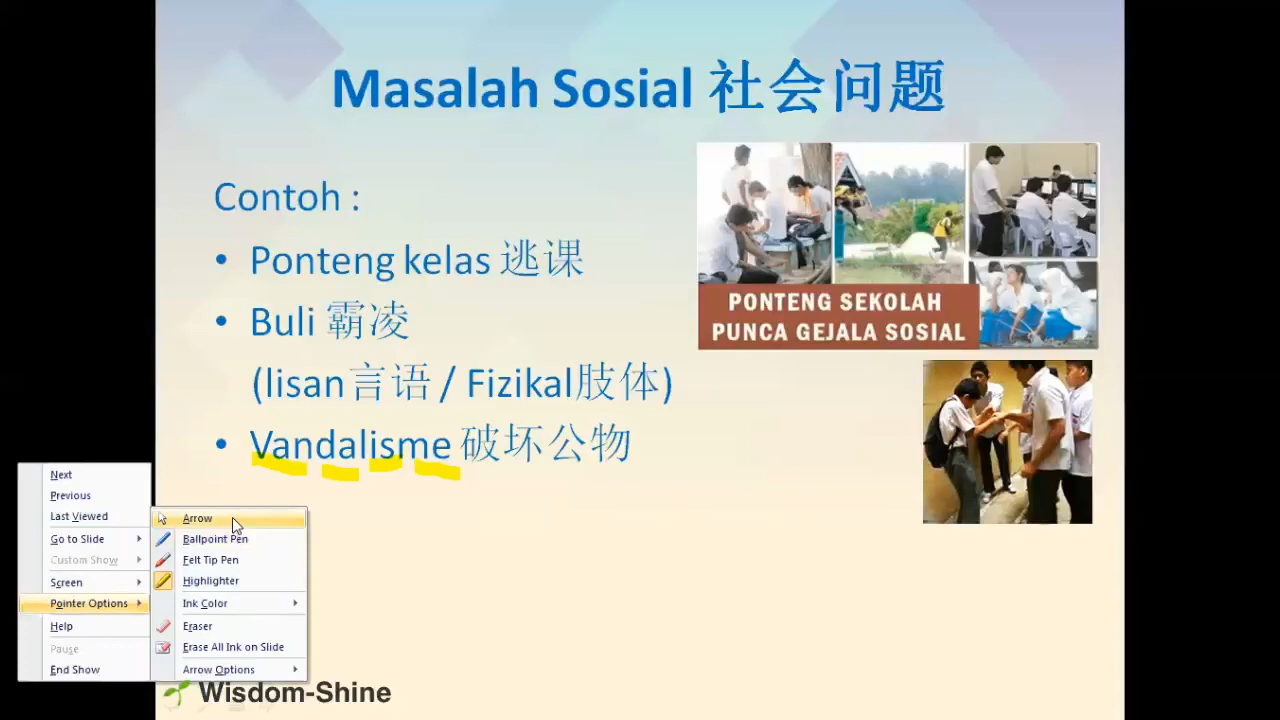 Masalah Sosial 社会问题
Contoh :
• Ponteng kelas 逃课
• Buli 霸凌
(lisan言语 / Fizikal肢体)
• Vandalisme 破坏公物
PONTENG SEKOLAH
PUNCA GEJALA SOSIAL
Next
Previous
Last Viewed
Go to Slide
Custom Show
Screen
Pointer Options
Help
Pause
End Show
Arrow
Ballpoint Pen
Felt Tip Pen
Highlighter
Ink Color
Eraser
Erase All Ink on Slide
Arrow Options
Wisdom-Shine